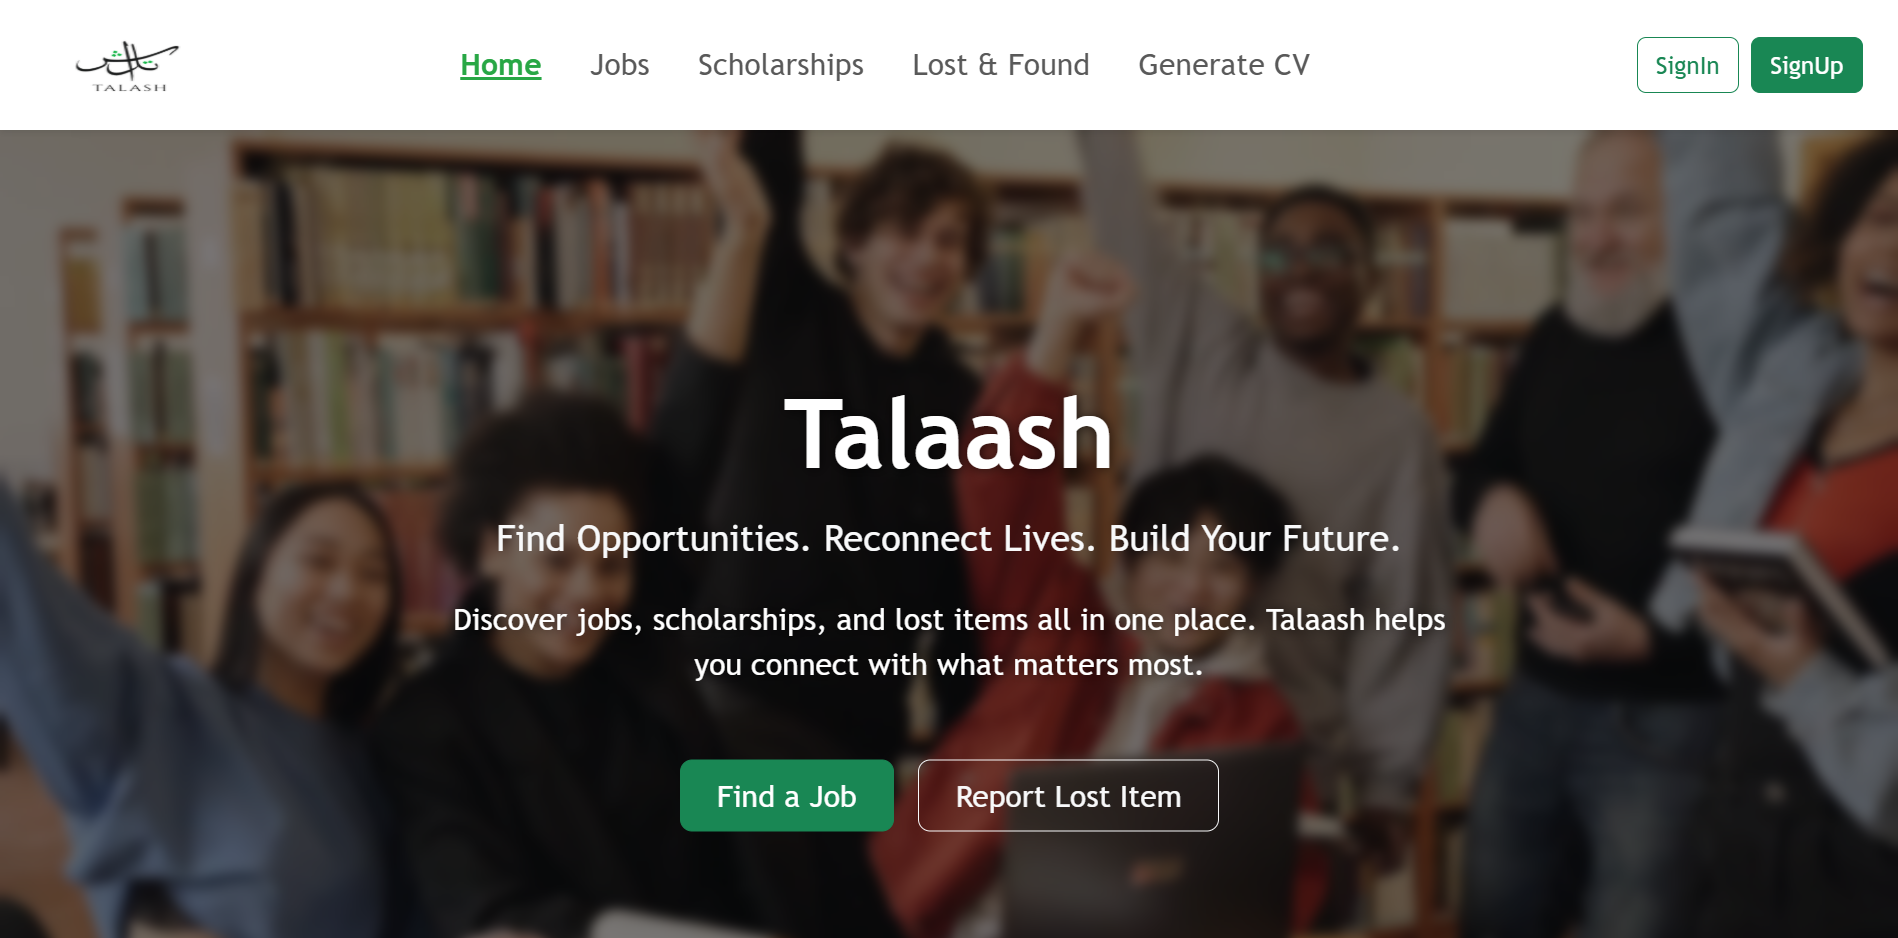 تلاش
TALASH
Home Jobs Scholarships Lost & Found Generate CV SignIn SignUp
Talaash
Find Opportunities. Reconnect Lives. Build Your Future.
Discover jobs, scholarships, and lost items all in one place. Talaash helps
you connect with what matters most.
Find a Job Report Lost Item